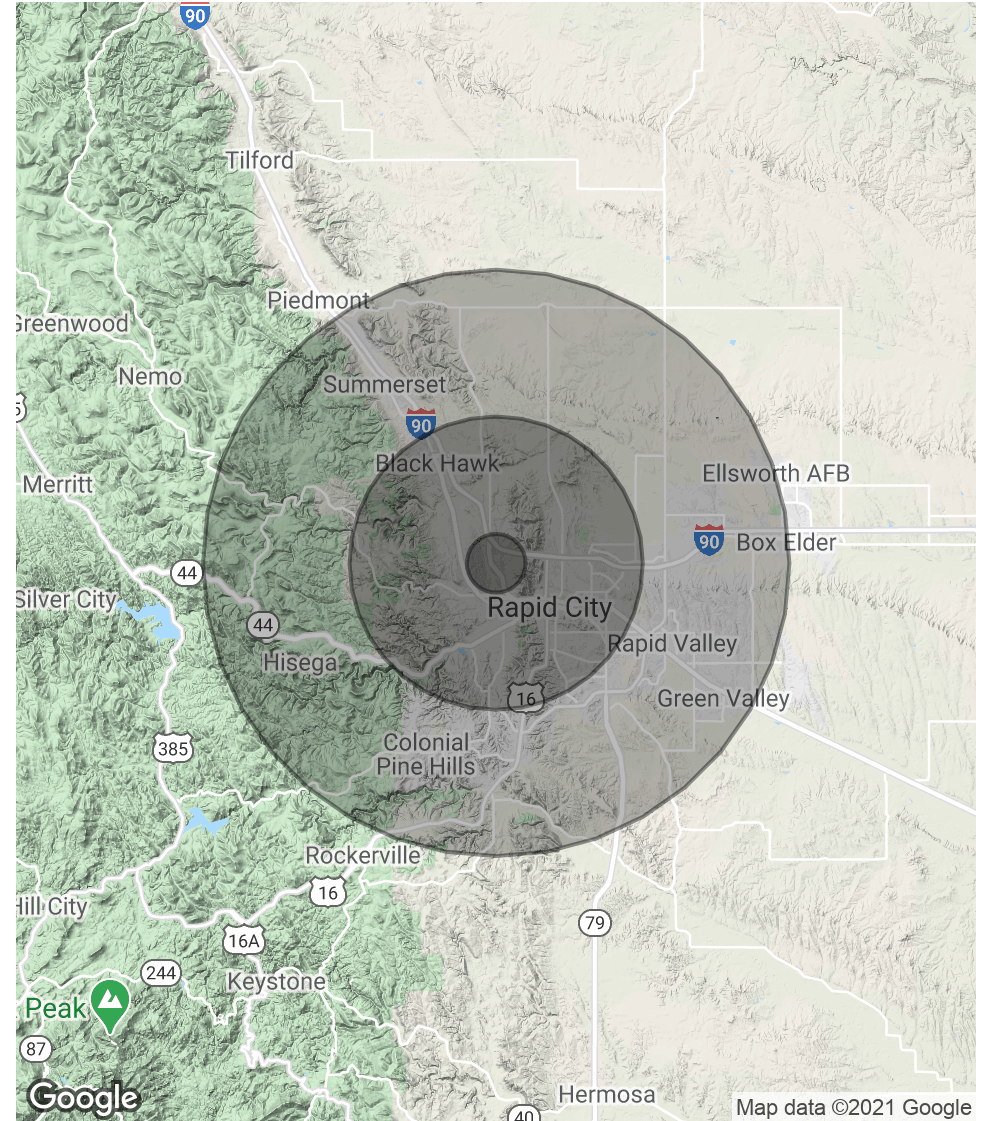 90
Tilford
Piedmont
Greenwood
Nemo
Summerset
90
Black Hawk
Ellsworth AFB
Merritt
90
Box Elder
44
Silver City
Rapid City
44
Rapid Valley
Hisega
16
Green Valley
385
Colonial
Pine Hills
Rockerville
16
Hill City
79
16A
244
Keystone
Peak
87
Google
Hermosa
40
Map data ©2021 Google